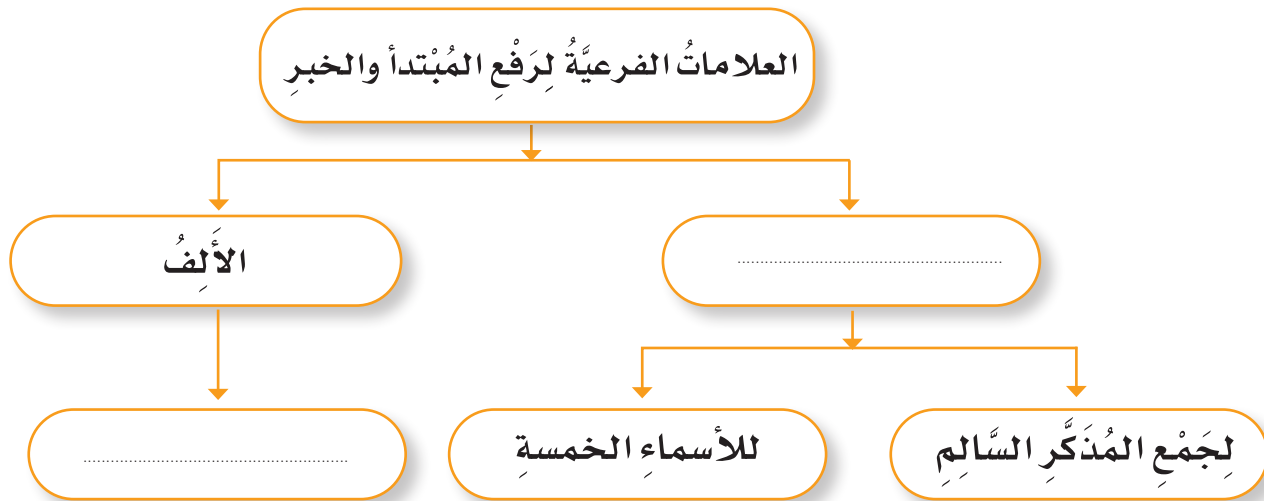 العلاماتُ الفرعيَّةُ لِرَفْعِ المُبْتدأ والخبرِ
........................................
الأَلِفُ
لِجَمْعِ المُذَكَّرِ السَّالِمِ
للأسماءِ الخمسةِ
........................................